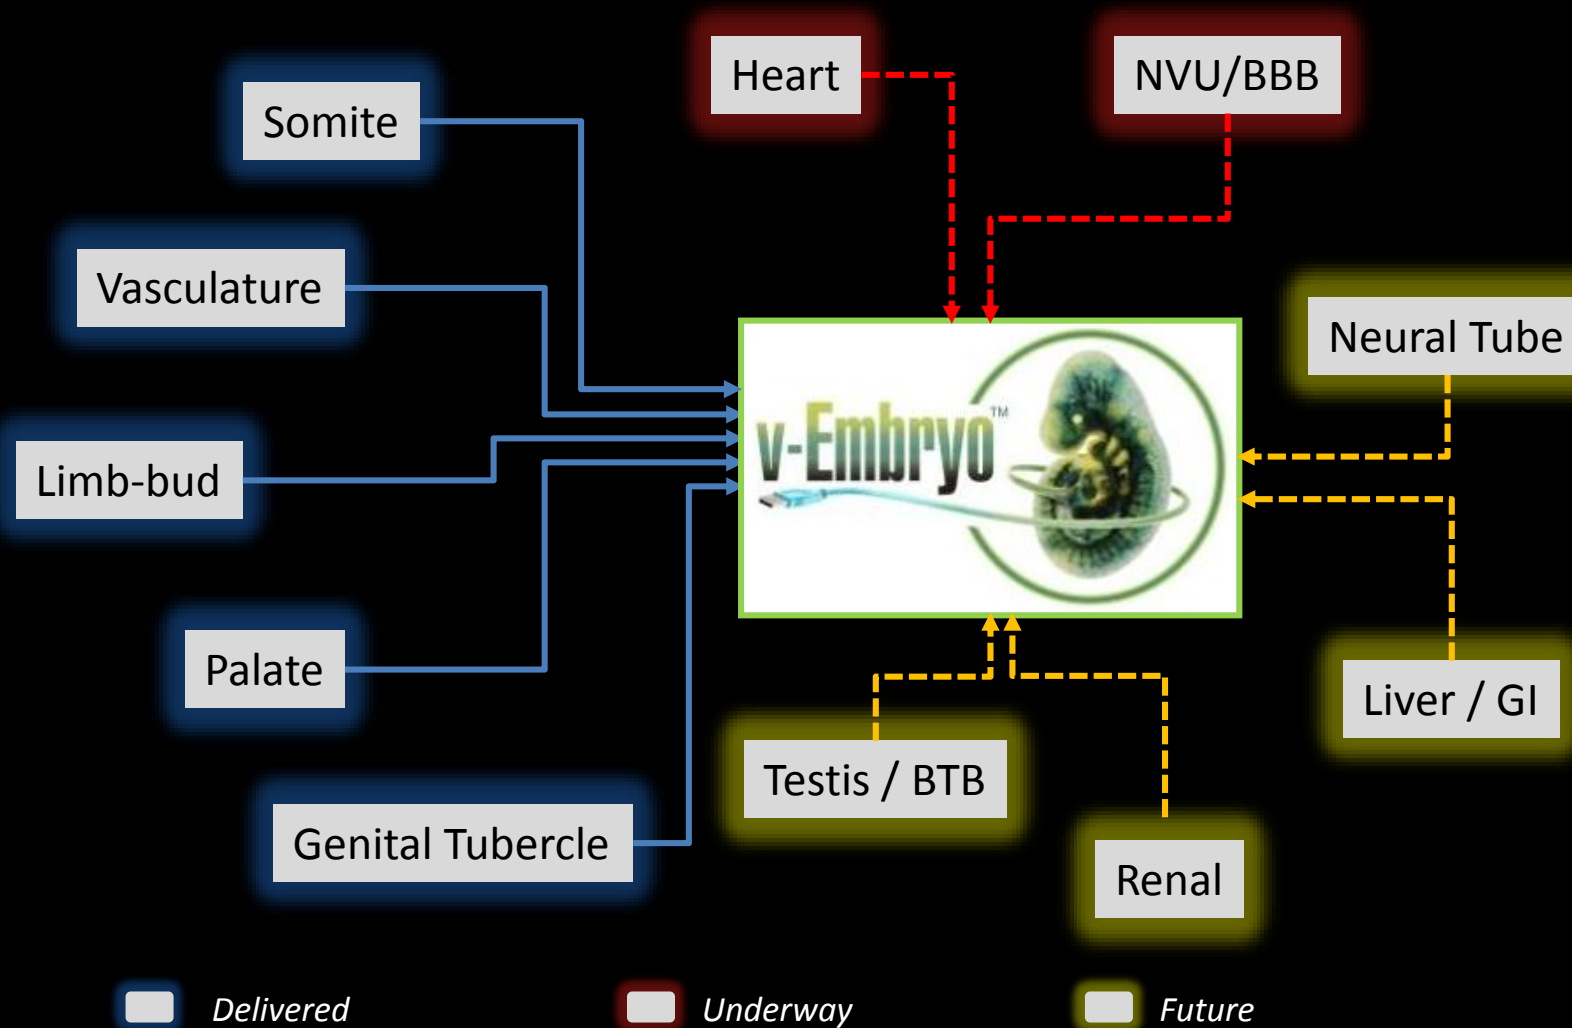 Heart
NVU/BBB
Somite
Vasculature
Neural Tube
v-Embryo™
Limb-bud
Palate
Liver / GI
Testis / BTB
Genital Tubercle
Renal
Delivered
Underway
Future